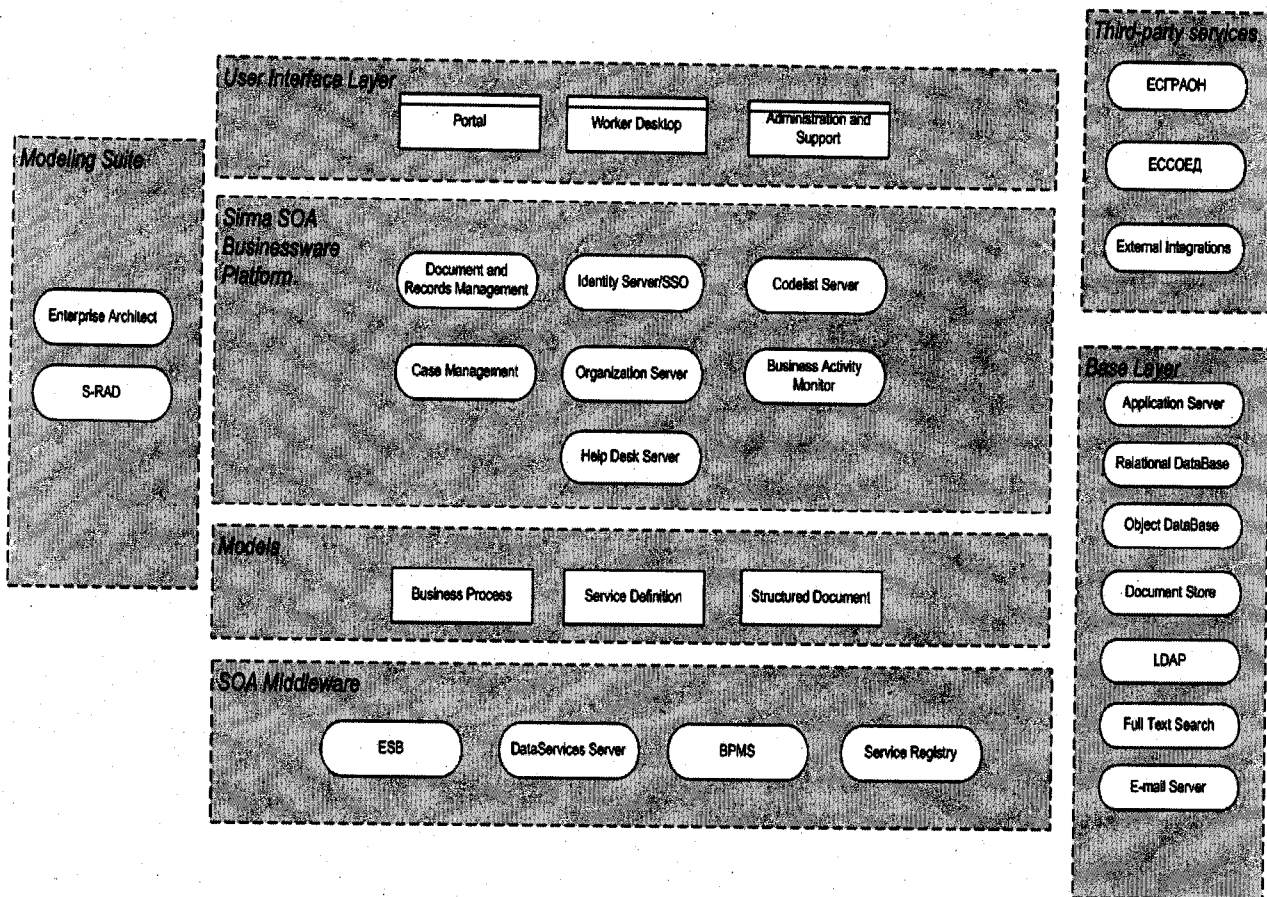 Modeling Suite
Enterprise Architect
S-RAD
User Interface Layer
Portal
Worker Desktop
Administration and
Support
Sirma SOA
Businessware
Platform
Document and
Records Management
Identity Server/SSO
Codelist Server
Case Management
Organization Server
Business Activity
Monitor
Help Desk Server
Models
Business Process
Service Definition
Structured Document
SOA Middleware
ESB
DataServices Server
BPMS
Service Registry
Third-party services
ЕСГРАОН
ЕССОЕД
External Integrations
Base Layer
Application Server
Relational DataBase
Object DataBase
Document Store
LDAP
Full Text Search
E-mail Server